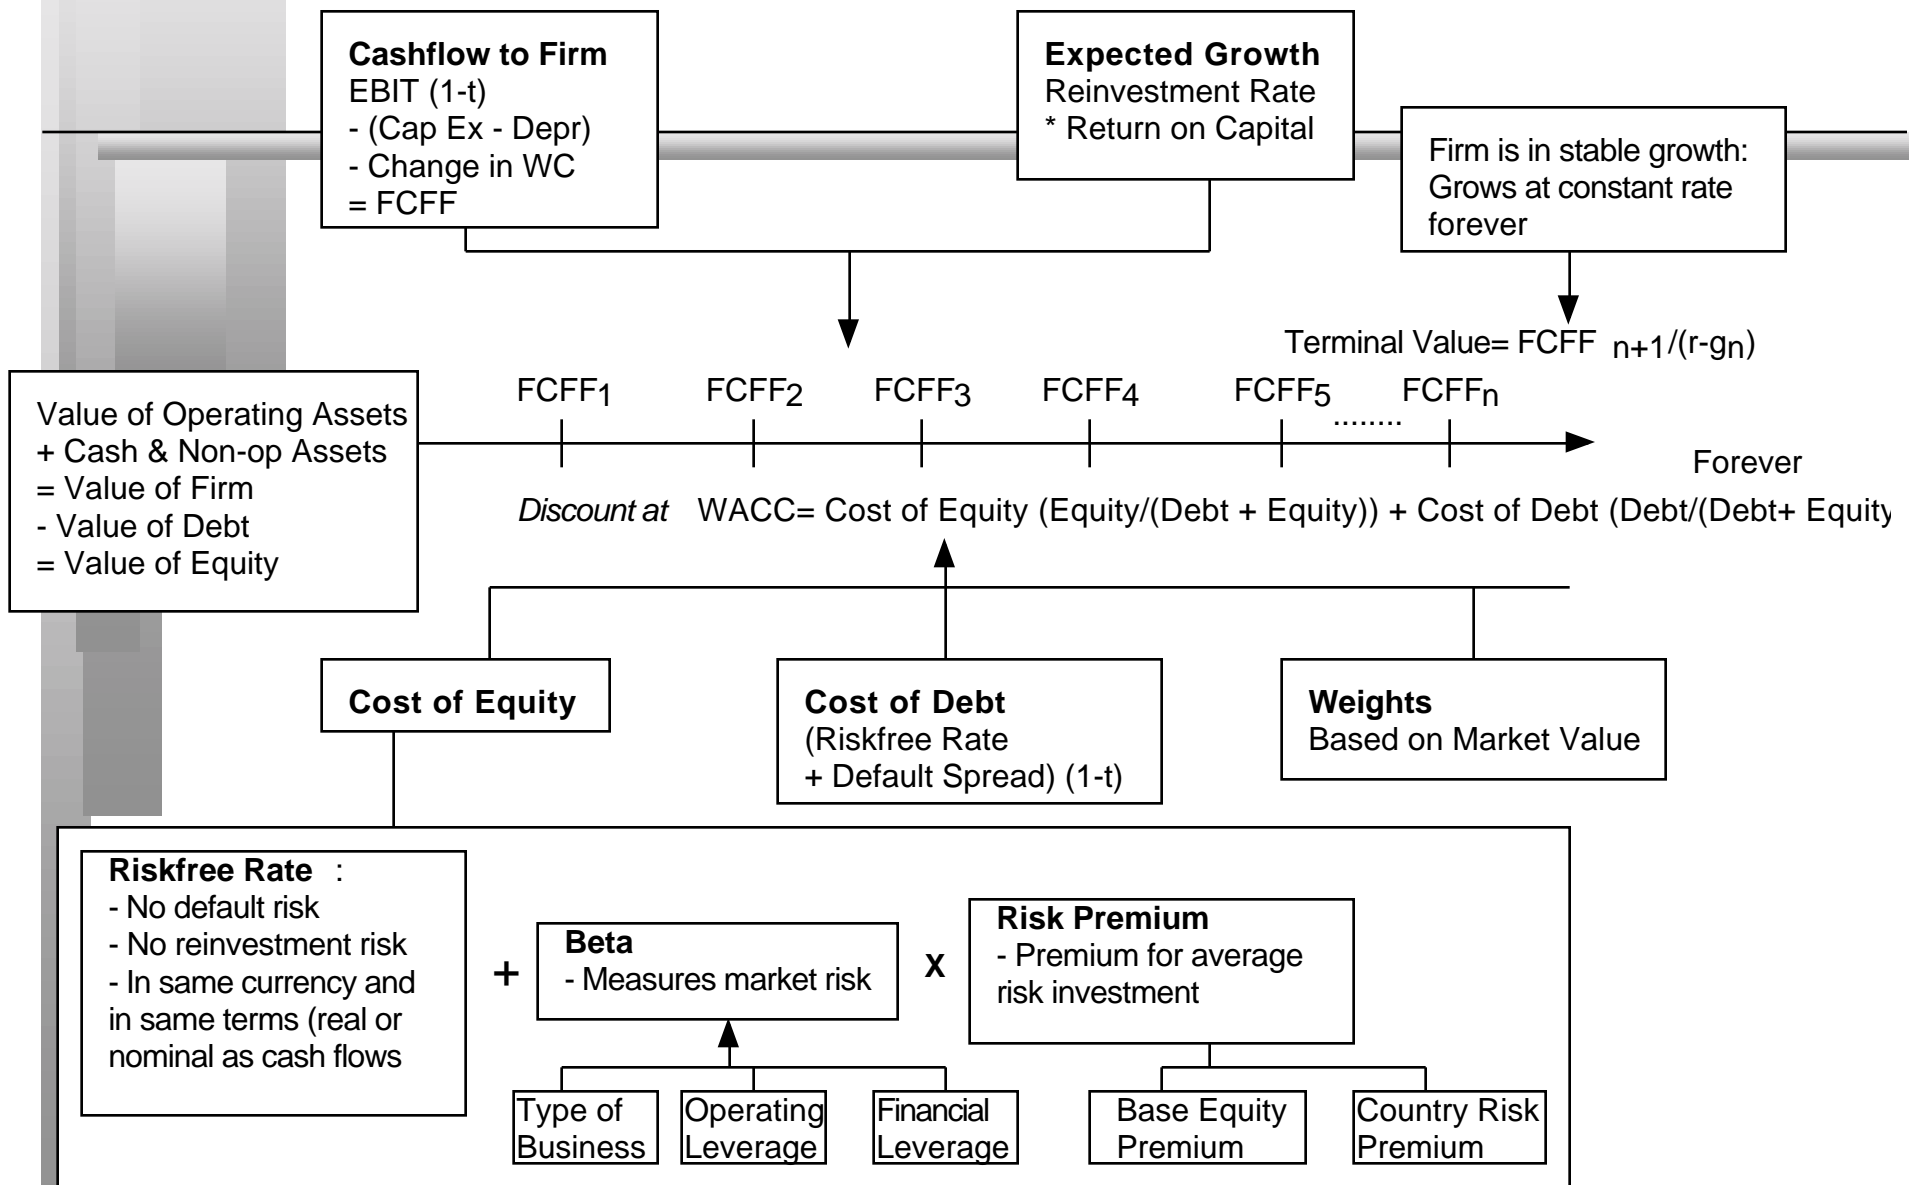 Cashflow to Firm
EBIT (1-t)
- (Cap Ex - Depr)
- Change in WC
= FCFF
Expected Growth
Reinvestment Rate
* Return on Capital
Firm is in stable growth:
Grows at constant rate
forever
Terminal Value= FCFF n+1/(r-gn)
FCFF1 FCFF2 FCFF3 FCFF4 FCFF5 ........ FCFFn
Forever
Value of Operating Assets
+ Cash & Non-op Assets
= Value of Firm
- Value of Debt
= Value of Equity
Discount at WACC= Cost of Equity (Equity/(Debt + Equity)) + Cost of Debt (Debt/(Debt+ Equity
Cost of Equity
Cost of Debt
(Riskfree Rate
+ Default Spread) (1-t)
Weights
Based on Market Value
Riskfree Rate :
- No default risk
- No reinvestment risk
- In same currency and
in same terms (real or
nominal as cash flows
+
Beta
- Measures market risk
X
Risk Premium
- Premium for average
risk investment
Type of
Business
Operating
Leverage
Financial
Leverage
Base Equity
Premium
Country Risk
Premium